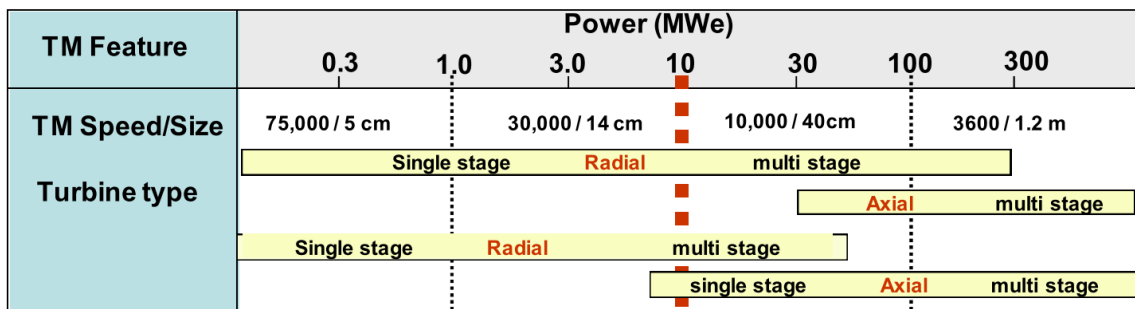 TM Feature
Power (MWe)
0.3 1.0 3.0 10 30 100 300
TM Speed/Size
75,000 / 5 cm 30,000 / 14 cm 10,000 / 40cm 3600 / 1.2 m
Single stage Radial multi stage
Turbine type
Axial multi stage
Single stage Radial multi stage
single stage Axial multi stage